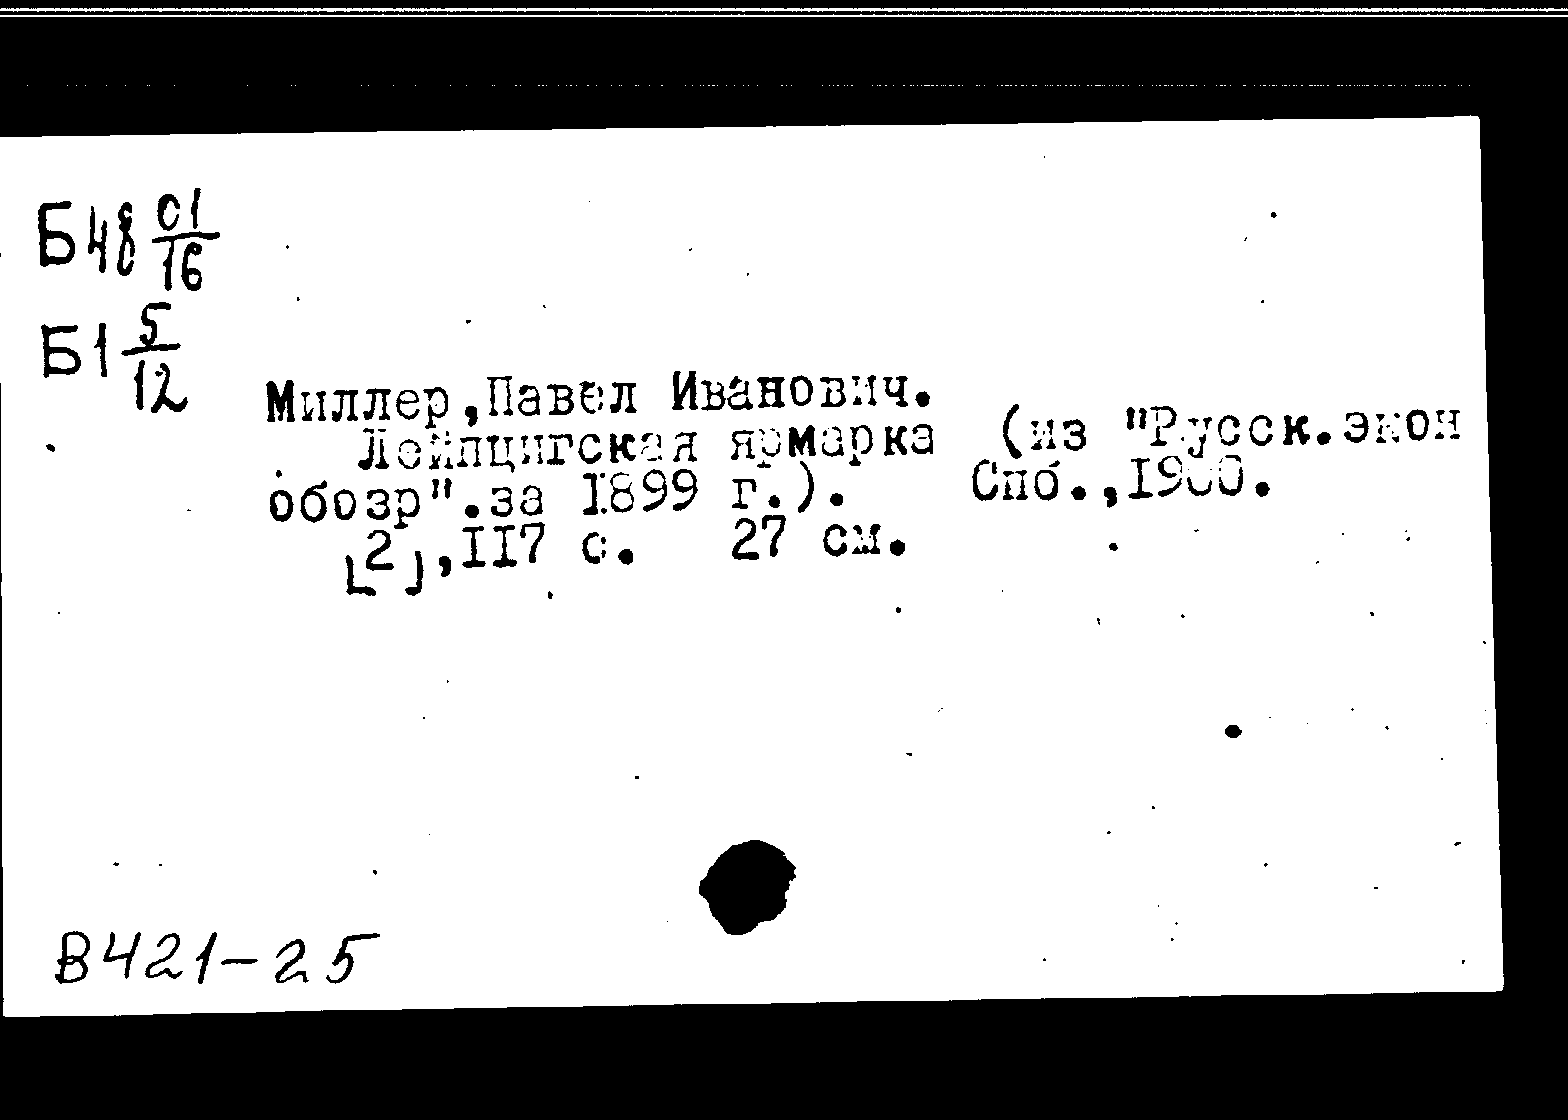 Б48 01/16
Б1 5/12
Миллер,Павел Иванович.
Лейпцигская ярмарка (из "Русск.экон
обозр".за 1899 г.). Спб.,1900.
[2],117 с. 27 см.
В421-25